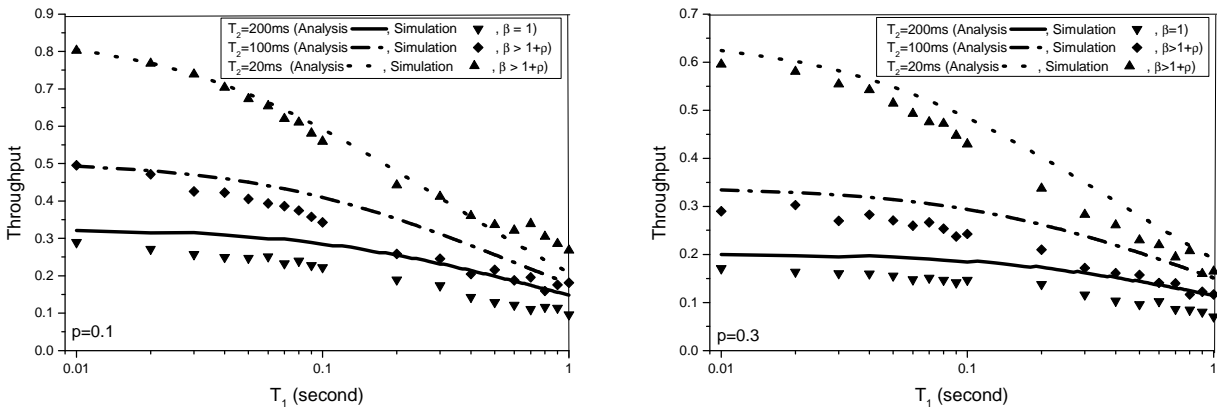 T2=200ms (Analysis , Simulation , β = 1)
T2=100ms (Analysis , Simulation , β > 1+ρ)
T2=20ms (Analysis , Simulation , β > 1+ρ)
0.9
0.8
0.7
0.6
0.5
0.4
0.3
0.2
0.1
0.0
Throughput
p=0.1
0.01
0.1
1
T1 (second)
T2=200ms (Analysis , Simulation , β=1)
T2=100ms (Analysis , Simulation , β>1+ρ)
T2=20ms (Analysis , Simulation , β>1+ρ)
0.7
0.6
0.5
0.4
0.3
0.2
0.1
0.0
Throughput
p=0.3
0.01
0.1
1
T1 (second)